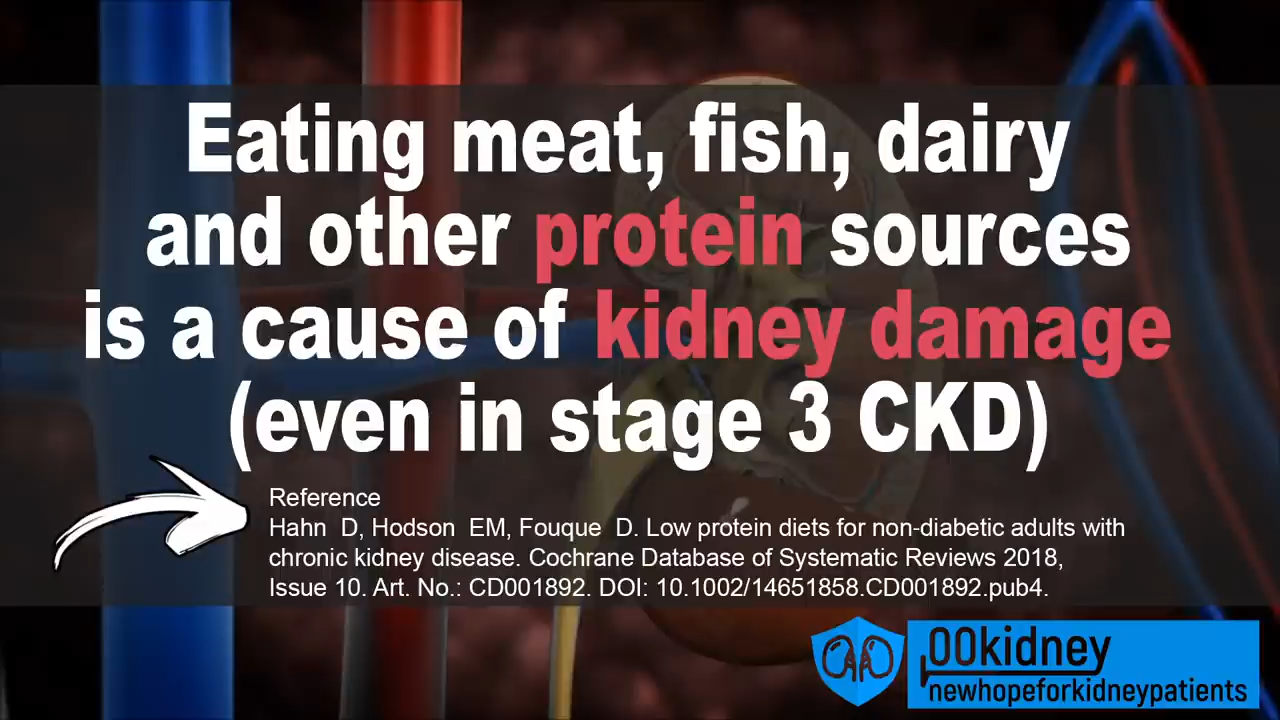 Eating meat, fish, dairy
and other protein sources
is a cause of kidney damage
(even in stage 3 CKD)
Reference
Hahn D, Hodson EM, Fouque D. Low protein diets for non-diabetic adults with
chronic kidney disease. Cochrane Database of Systematic Reviews 2018,
Issue 10. Art. No.: CD001892. DOI: 10.1002/14651858.CD001892.pub4.
00kidney
newhopeforkidneypatients